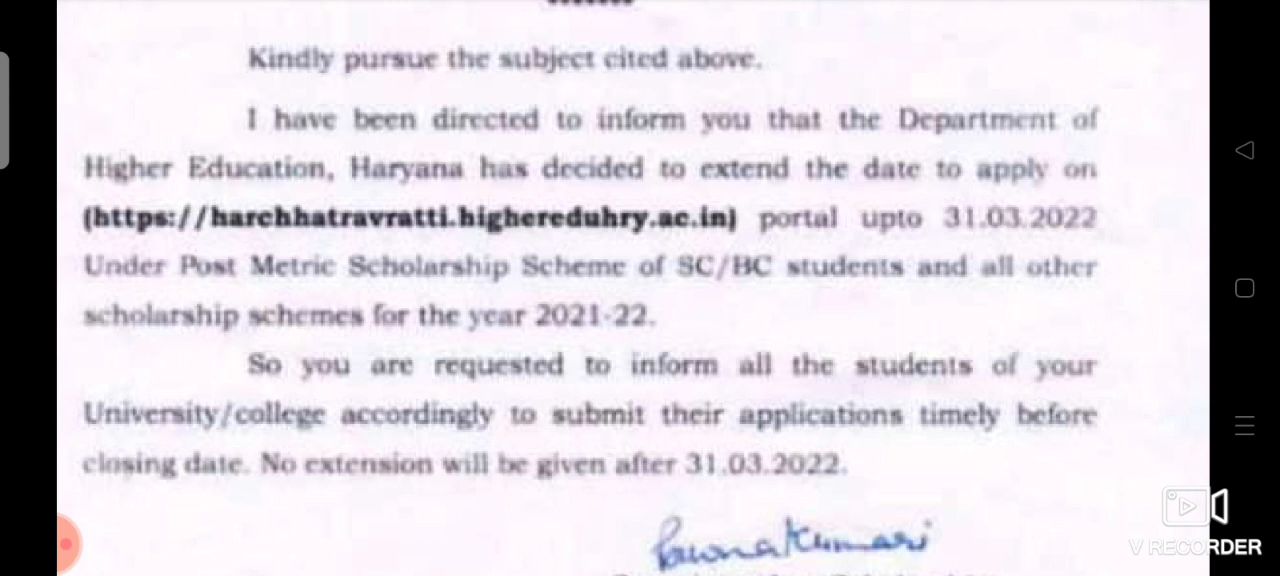 Kindly pursue the subject cited above.
I have been directed to inform you that the Department of
Higher Education, Haryana has decided to extend the date to apply on
(https://harchhatravratti.highereduhry.ac.in) portal upto 31.03.2022
Under Post Metric Scholarship Scheme of SC/BC students and all other
scholarship schemes for the year 2021-22.
So you are requested to inform all the students of your
University/college accordingly to submit their applications timely before
closing date. No extension will be given after 31.03.2022.
Kumari
V RECORDER